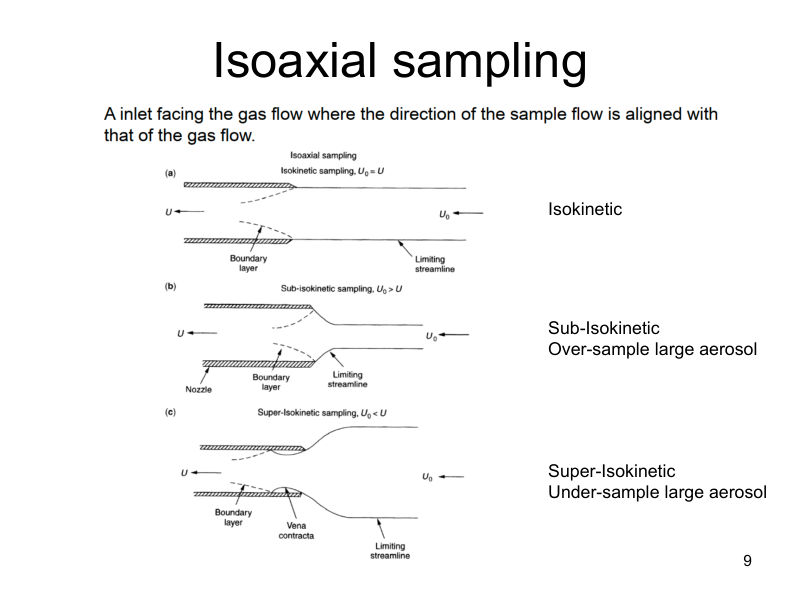 Isoaxial sampling
A inlet facing the gas flow where the direction of the sample flow is aligned with
that of the gas flow.
Isoaxial sampling
(a)
Isokinetic sampling, U₀ = U
U
U₀
Isokinetic
Boundary
layer
Limiting
streamline
(b)
Sub-isokinetic sampling, U₀ > U
U
U₀
Sub-Isokinetic
Over-sample large aerosol
Nozzle
Boundary
layer
Limiting
streamline
(c)
Super-Isokinetic sampling, U₀ < U
U
U₀
Super-Isokinetic
Under-sample large aerosol
Boundary
layer
Vena
contracta
Limiting
streamline
9